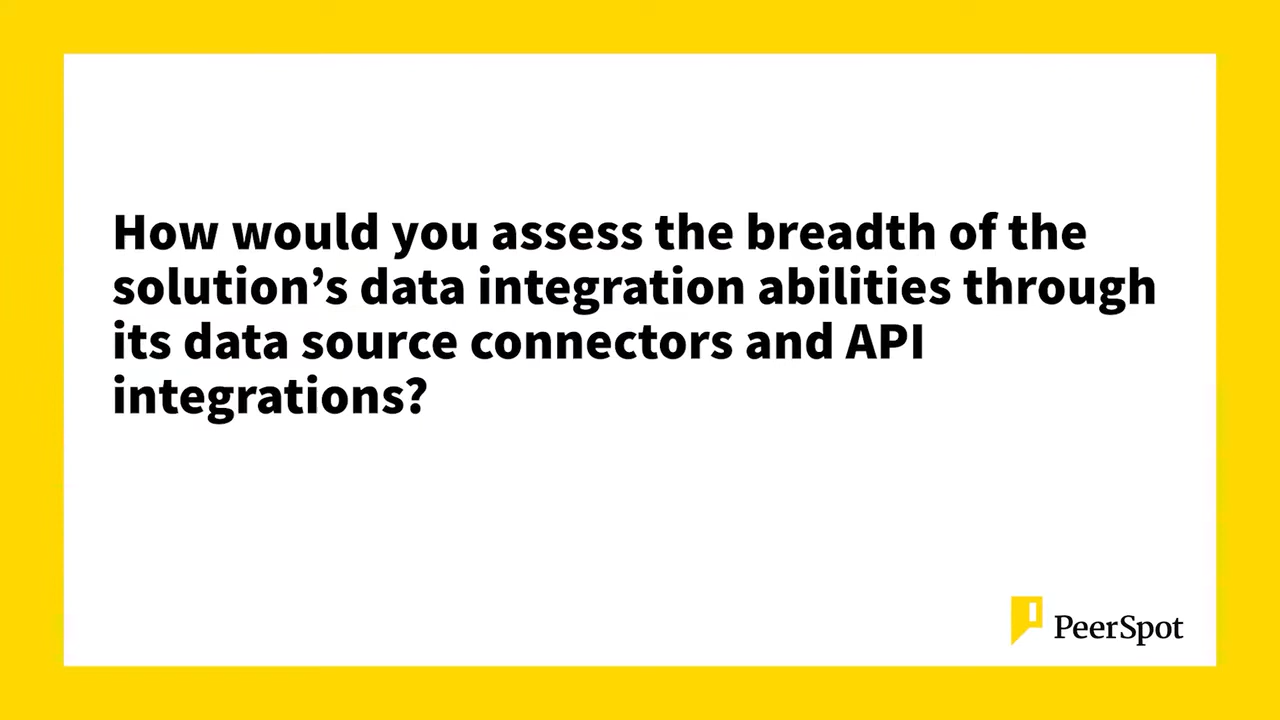 How would you assess the breadth of the
solution’s data integration abilities through
its data source connectors and API
integrations?
PeerSpot